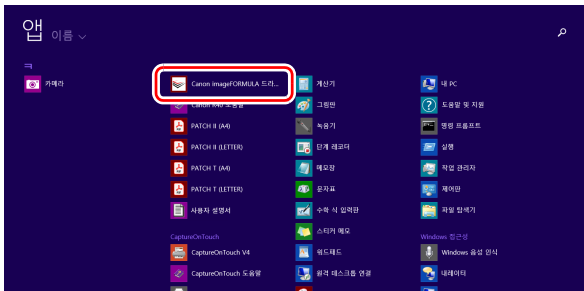 앱 이름
ㅋ
카메라
Canon imageFORMULA 드라...
Canon R40 도움말
PATCH II (A4)
PATCH II (LETTER)
PATCH T (A4)
PATCH T (LETTER)
사용자 설명서
CaptureOnTouch
CaptureOnTouch V4
CaptureOnTouch 도움말
계산기
그림판
녹음기
단계 레코더
메모장
문자표
수학 식 입력판
스티커 메모
워드패드
원격 데스크톱 연결
내 PC
도움말 및 지원
명령 프롬프트
실행
작업 관리자
제어판
파일 탐색기
Windows 접근성
Windows 음성 인식
내레이터